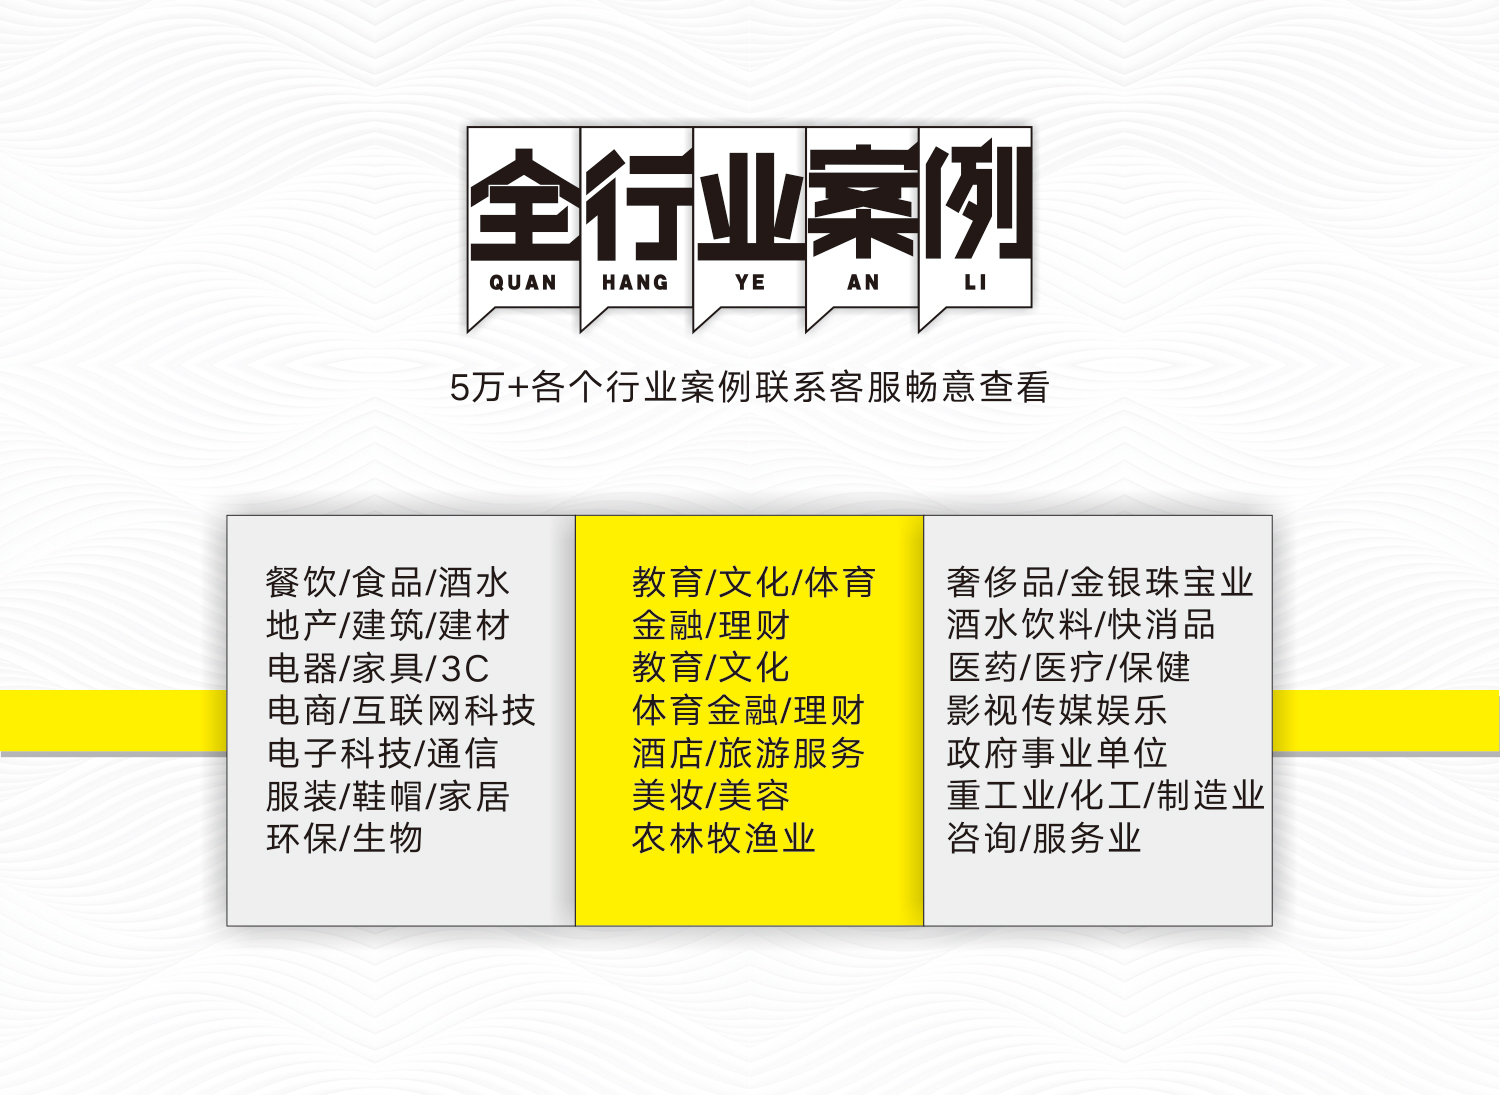 全行业案例
QUAN HANG YE AN LI
5万+各个行业案例联系客服畅意查看
餐饮/食品/酒水
地产/建筑/建材
电器/家具/3C
电商/互联网科技
电子科技/通信
服装/鞋帽/家居
环保/生物
教育/文化/体育
金融/理财
教育/文化
体育金融/理财
酒店/旅游服务
美妆/美容
农林牧渔业
奢侈品/金银珠宝业
酒水饮料/快消品
医药/医疗/保健
影视传媒娱乐
政府事业单位
重工业/化工/制造业
咨询/服务业